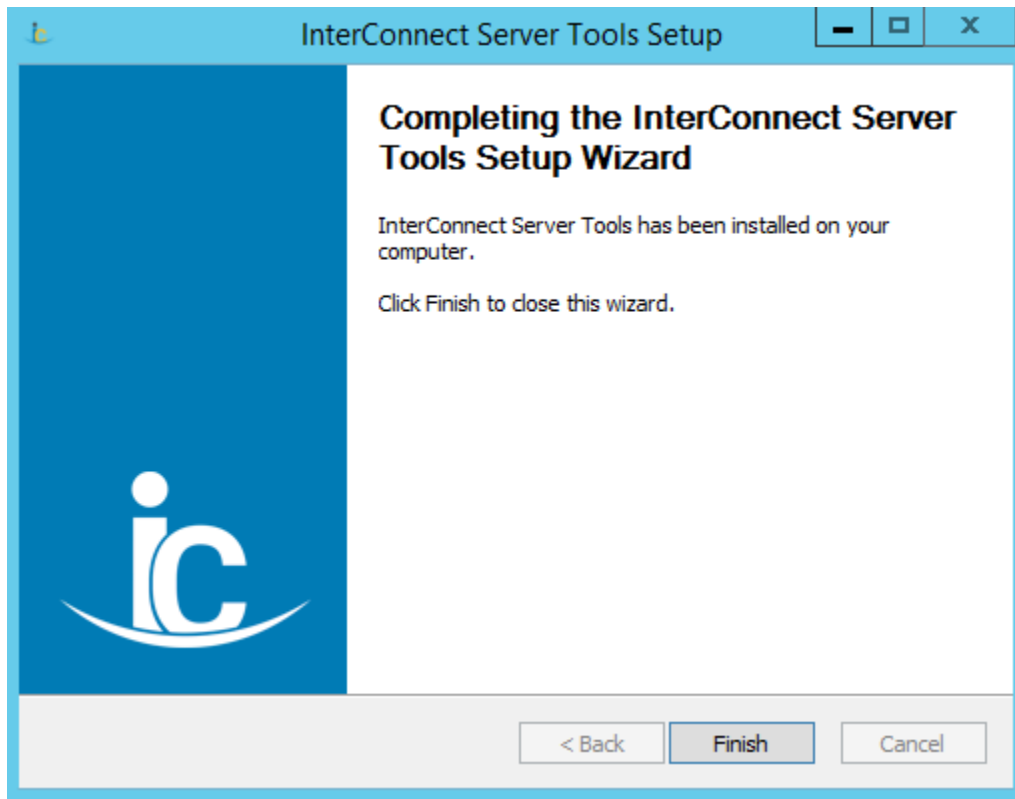 InterConnect Server Tools Setup
Completing the InterConnect Server
Tools Setup Wizard
InterConnect Server Tools has been installed on your
computer.
Click Finish to close this wizard.
ic
< Back
Finish
Cancel